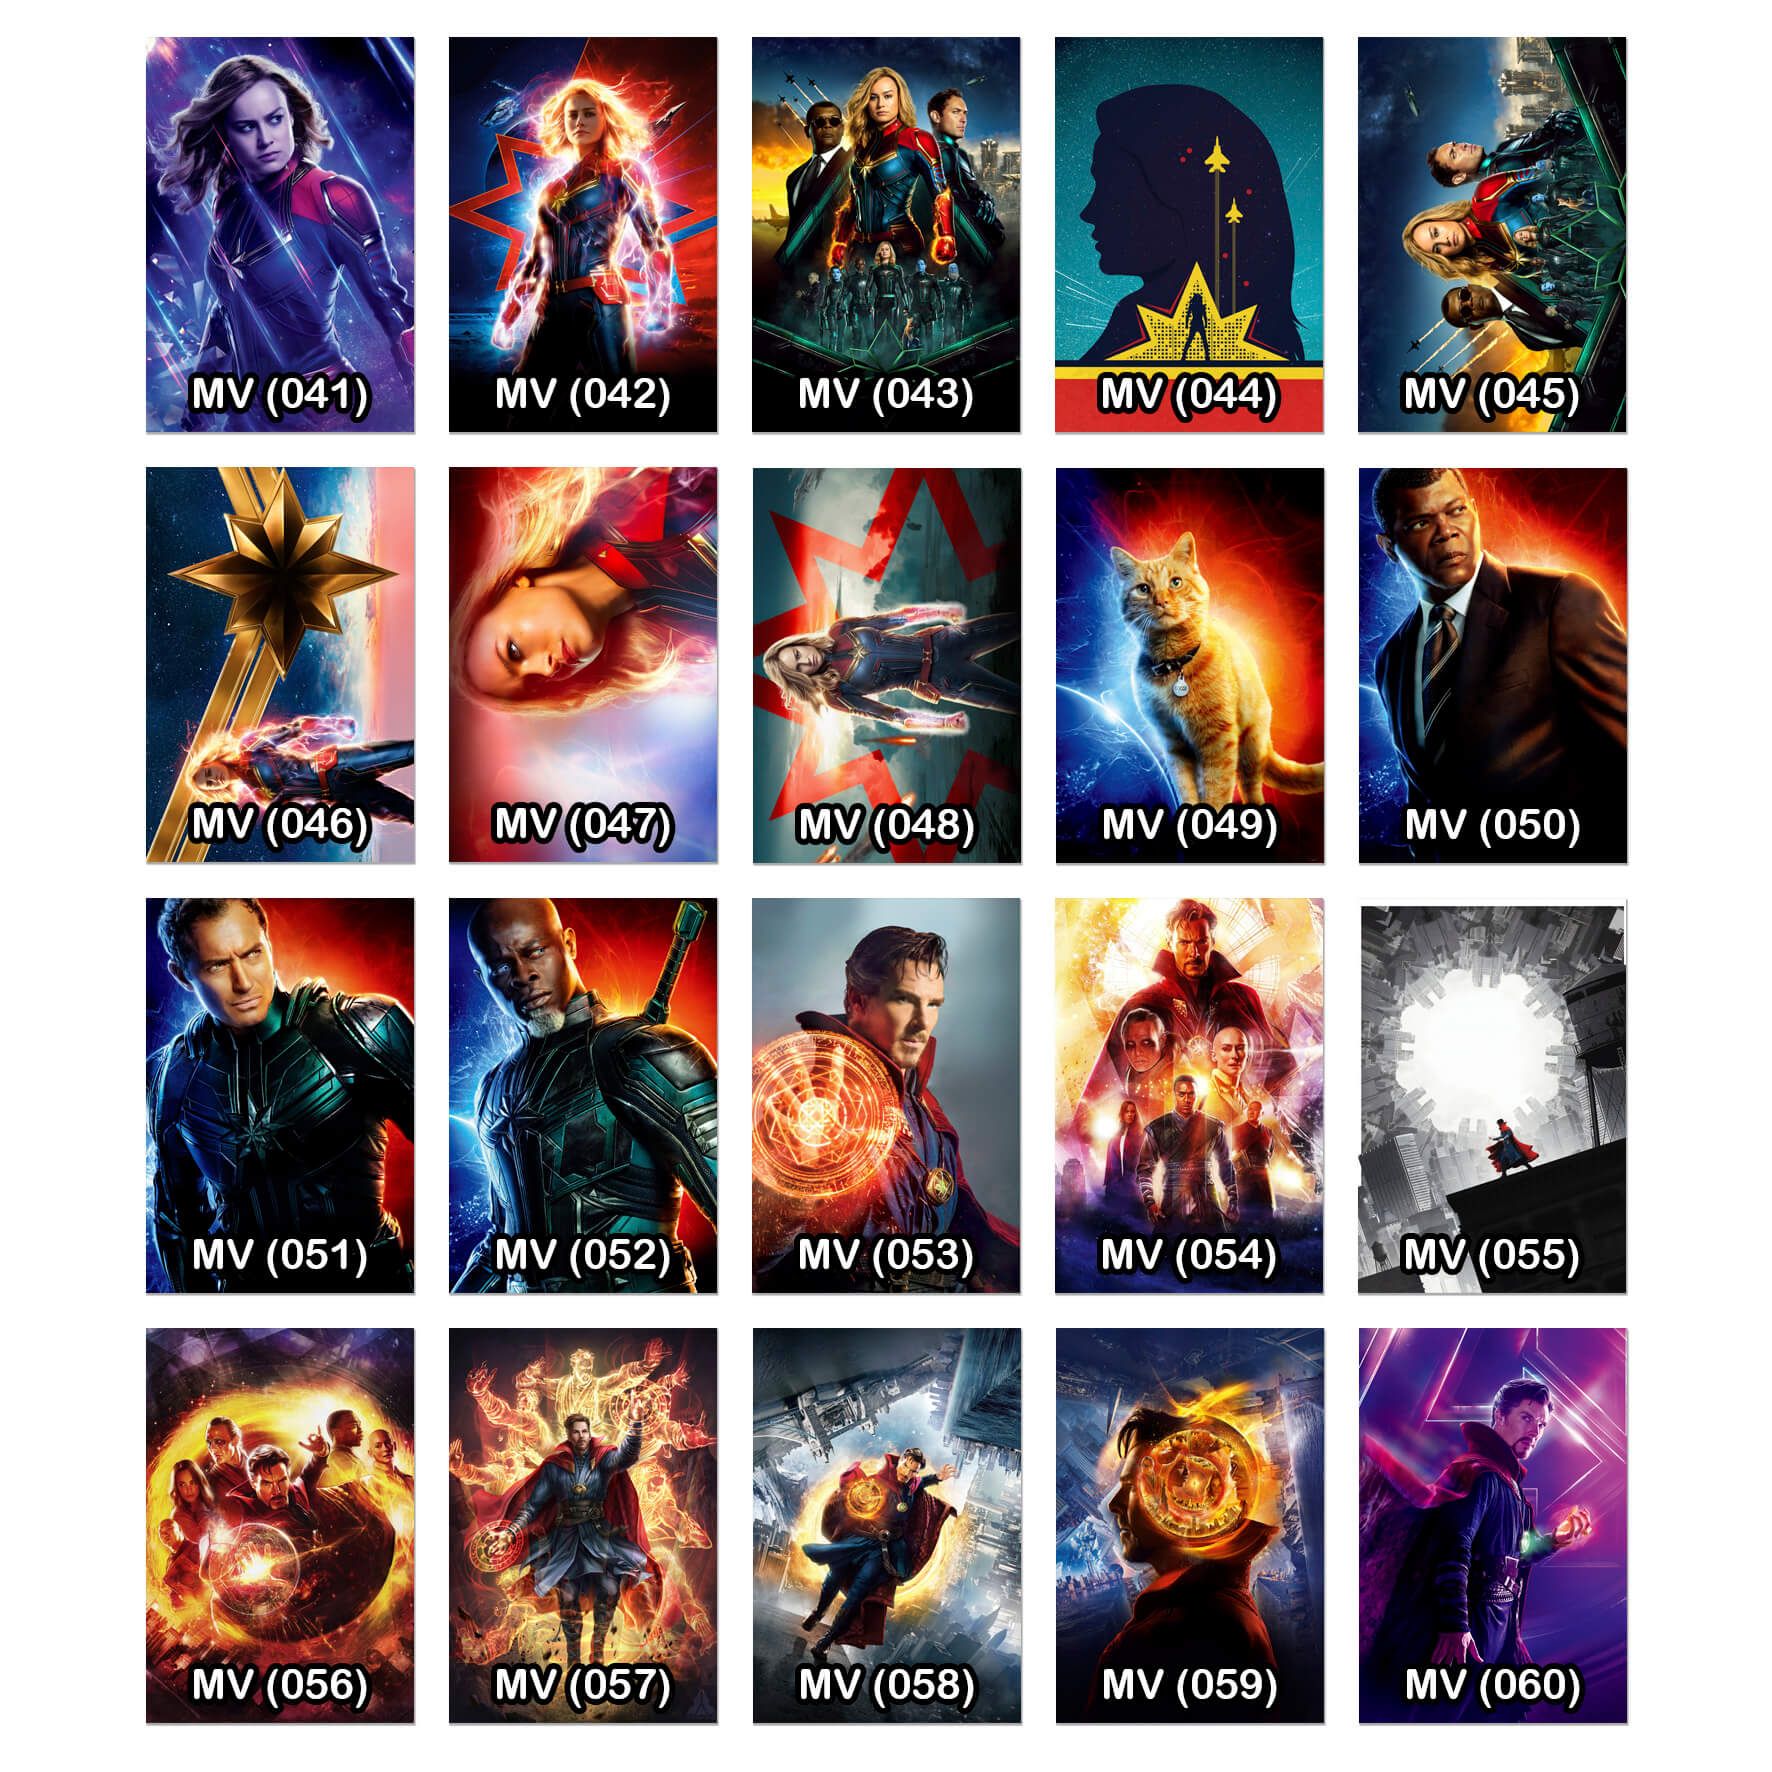 MV (041)
MV (042)
MV (043)
MV (044)
MV (045)
MV (046)
MV (047)
MV (048)
MV (049)
MV (050)
MV (051)
MV (052)
MV (053)
MV (054)
MV (055)
MV (056)
MV (057)
MV (058)
MV (059)
MV (060)